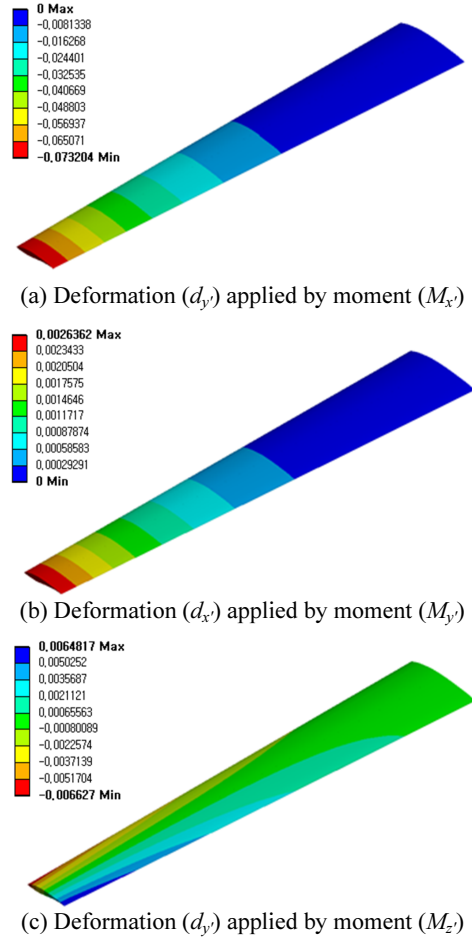 0 Max
-0,0081338
-0,016268
-0,024401
-0,032535
-0,040669
-0,048803
-0,056937
-0,065071
-0,073204 Min
(a) Deformation (dy') applied by moment (Mx')
0,0026362 Max
0,0023433
0,0020504
0,0017575
0,0014646
0,0011717
0,00087874
0,00058583
0,00029291
0 Min
(b) Deformation (dx') applied by moment (My')
0,0064817 Max
0,0050252
0,0035687
0,0021121
0,00065563
-0,00080089
-0,0022574
-0,0037139
-0,0051704
-0,006627 Min
(c) Deformation (dy') applied by moment (Mz')